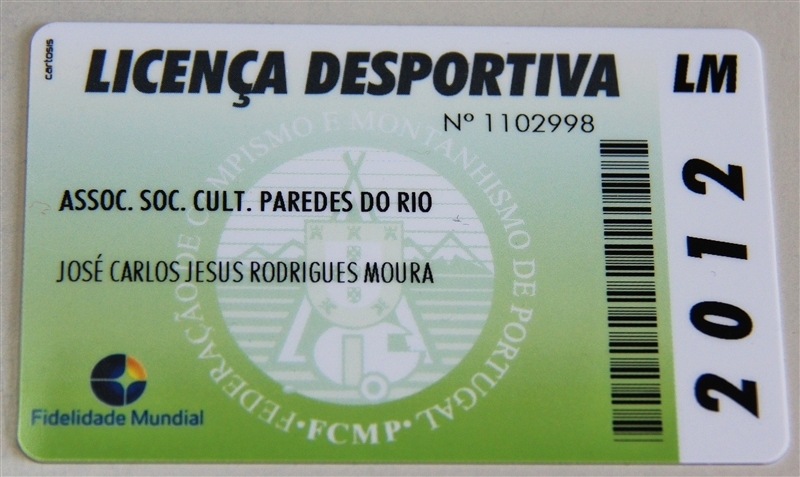 cartosis
LICENÇA DESPORTIVA
LM
Nº 1102998
2012
ASSOC. SOC. CULT. PAREDES DO RIO
JOSÉ CARLOS JESUS RODRIGUES MOURA
FEDERAÇÃO DE CAMPISMO E MONTANHISMO DE PORTUGAL
•FCMP•
Fidelidade Mundial